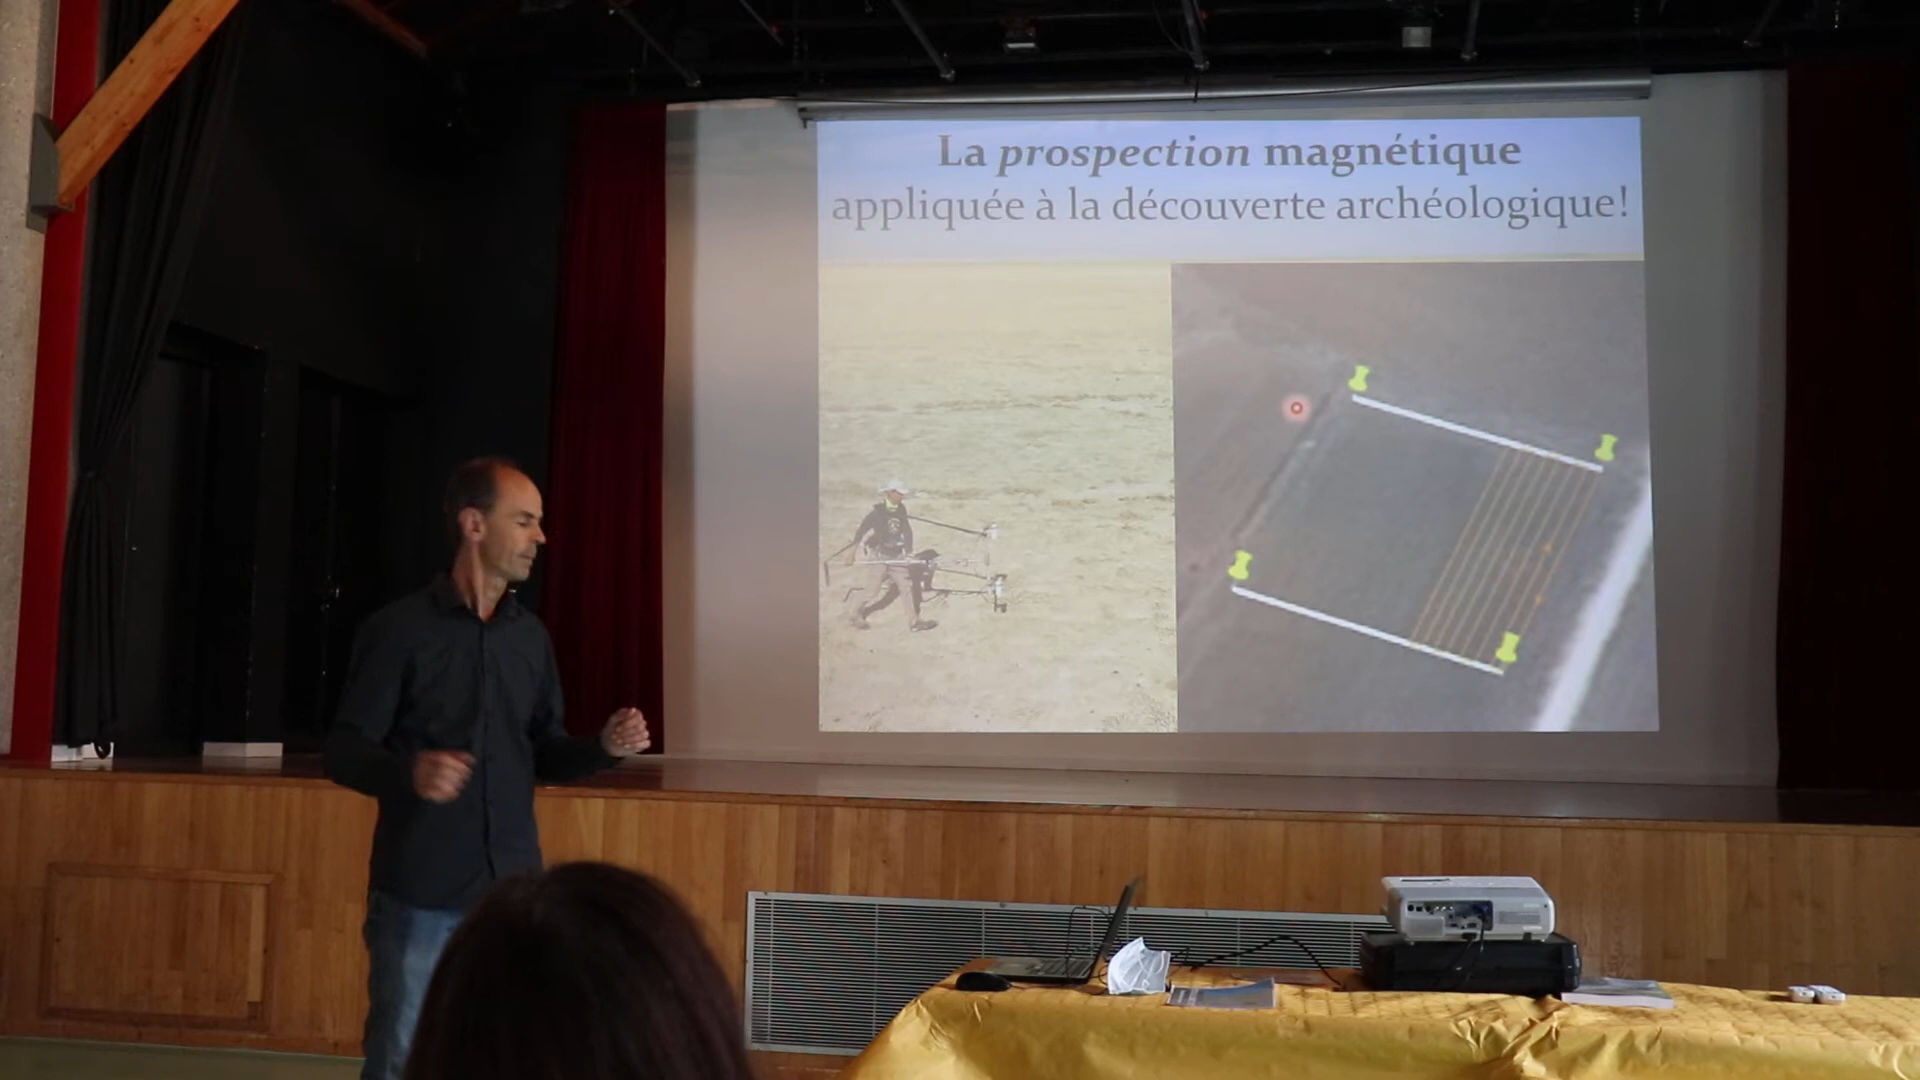 La prospection magnétique
appliquée à la découverte archéologique!